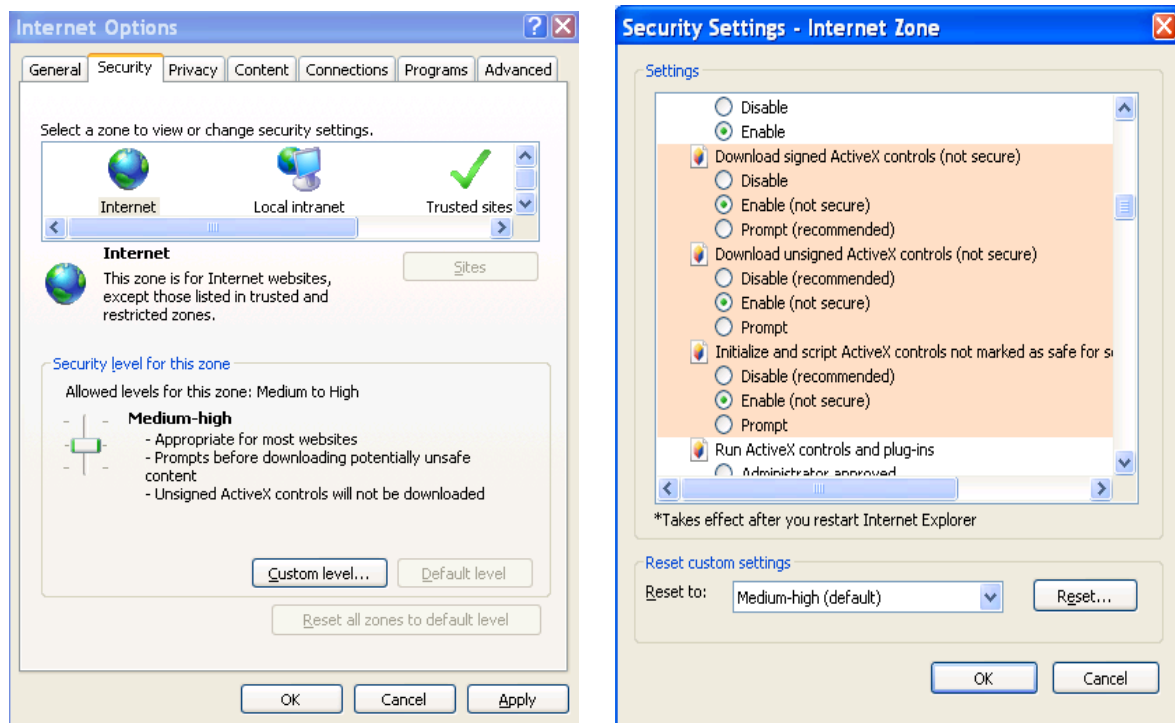 Internet Options
General Security Privacy Content Connections Programs Advanced
Select a zone to view or change security settings.
Internet Local intranet Trusted sites
Internet
This zone is for Internet websites,
except those listed in trusted and
restricted zones.
Sites
Security level for this zone
Allowed levels for this zone: Medium to High
Medium-high
- Appropriate for most websites
- Prompts before downloading potentially unsafe
content
- Unsigned ActiveX controls will not be downloaded
Custom level... Default level
Reset all zones to default level
OK Cancel Apply
Security Settings - Internet Zone
Settings
Disable
Enable
Download signed ActiveX controls (not secure)
Disable
Enable (not secure)
Prompt (recommended)
Download unsigned ActiveX controls (not secure)
Disable (recommended)
Enable (not secure)
Prompt
Initialize and script ActiveX controls not marked as safe for s
Disable (recommended)
Enable (not secure)
Prompt
Run ActiveX controls and plug-ins
Administrator approved
*Takes effect after you restart Internet Explorer
Reset custom settings
Reset to: Medium-high (default) Reset...
OK Cancel